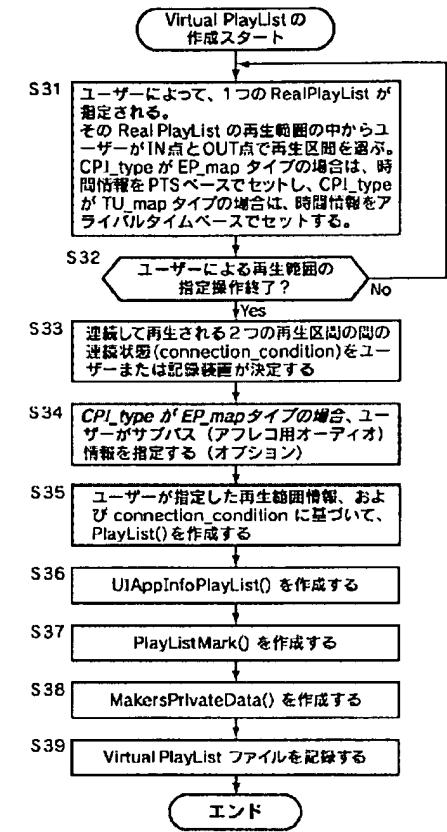 Virtual PlayList の
作成スタート
S31
ユーザーによって、1つの RealPlayList が
指定される。
その Real PlayList の再生範囲の中からユ
ーザーがIN点とOUT点で再生区間を選ぶ。
CPI_type が EP_map タイプの場合は、時
間情報をPTSベースでセットし、CPI_type
が TU_map タイプの場合は、時間情報をア
ライバルタイムベースでセットする。
S32
ユーザーによる再生範囲の
指定操作終了？
No
Yes
S33
連続して再生される2つの再生区間の間の
連続状態(connection_condition)をユー
ザーまたは記録装置が決定する
S34
CPI_type が EP_mapタイプの場合、ユー
ザーがサブパス（アフレコ用オーディオ）
情報を指定する（オプション）
S35
ユーザーが指定した再生範囲情報、およ
び connection_condition に基づいて、
PlayList()を作成する
S36
UIAppInfoPlayList() を作成する
S37
PlayListMark() を作成する
S38
MakersPrivateData() を作成する
S39
Virtual PlayList ファイルを記録する
エンド